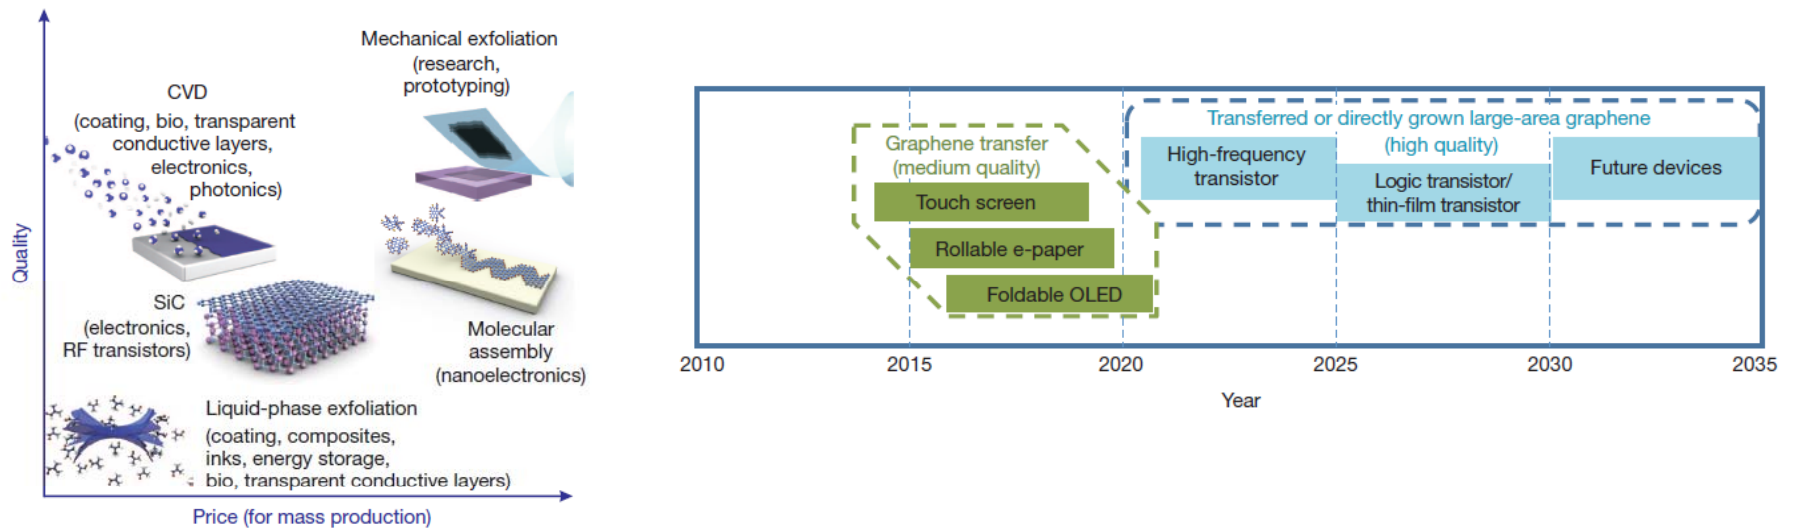 Quality
Mechanical exfoliation
(research,
prototyping)
CVD
(coating, bio, transparent
conductive layers,
electronics,
photonics)
SiC
(electronics,
RF transistors)
Molecular
assembly
(nanoelectronics)
Liquid-phase exfoliation
(coating, composites,
inks, energy storage,
bio, transparent conductive layers)
Price (for mass production)
Graphene transfer
(medium quality)
Touch screen
Rollable e-paper
Foldable OLED
Transferred or directly grown large-area graphene
(high quality)
High-frequency
transistor
Logic transistor/
thin-film transistor
Future devices
2010 2015 2020 2025 2030 2035
Year